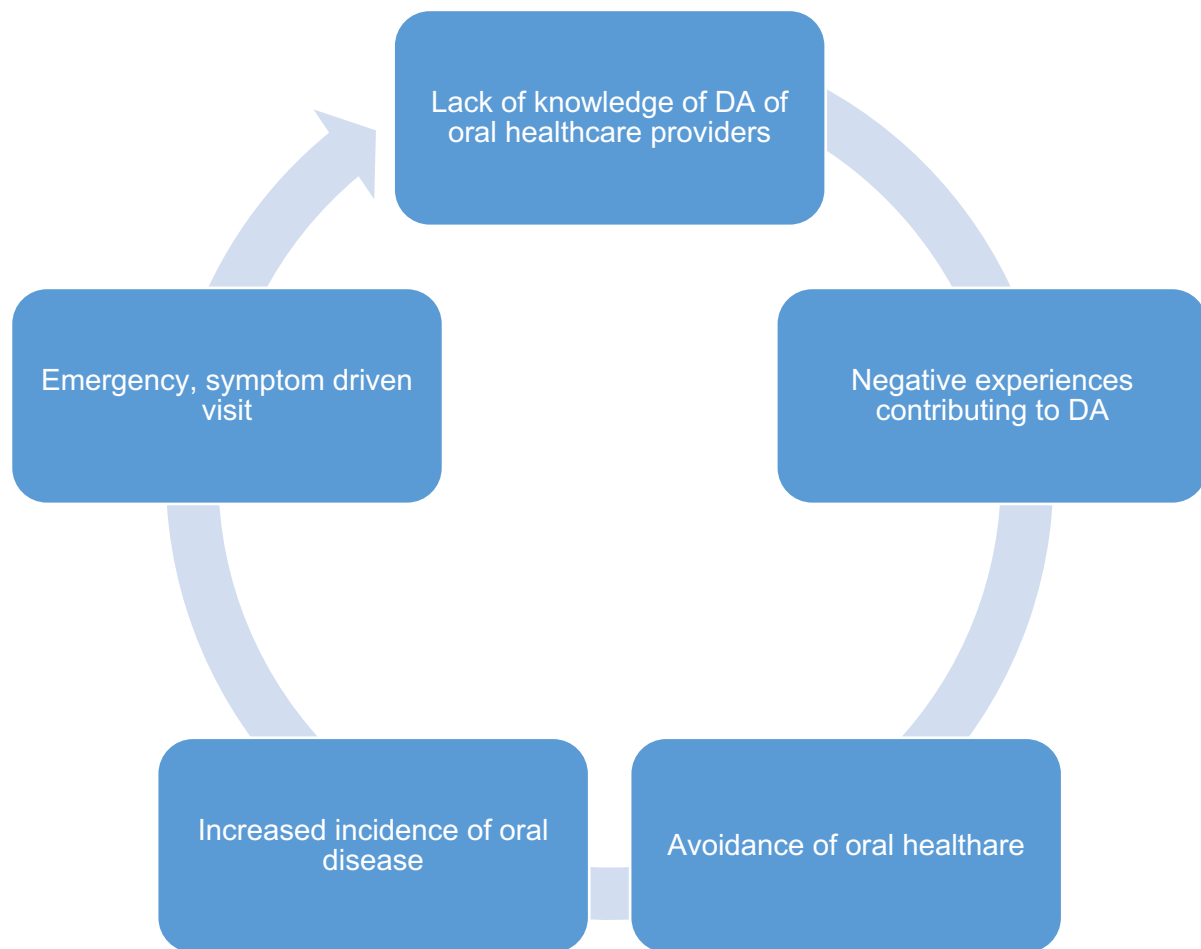 Lack of knowledge of DA of
oral healthcare providers
Negative experiences
contributing to DA
Avoidance of oral healthare
Increased incidence of oral
disease
Emergency, symptom driven
visit